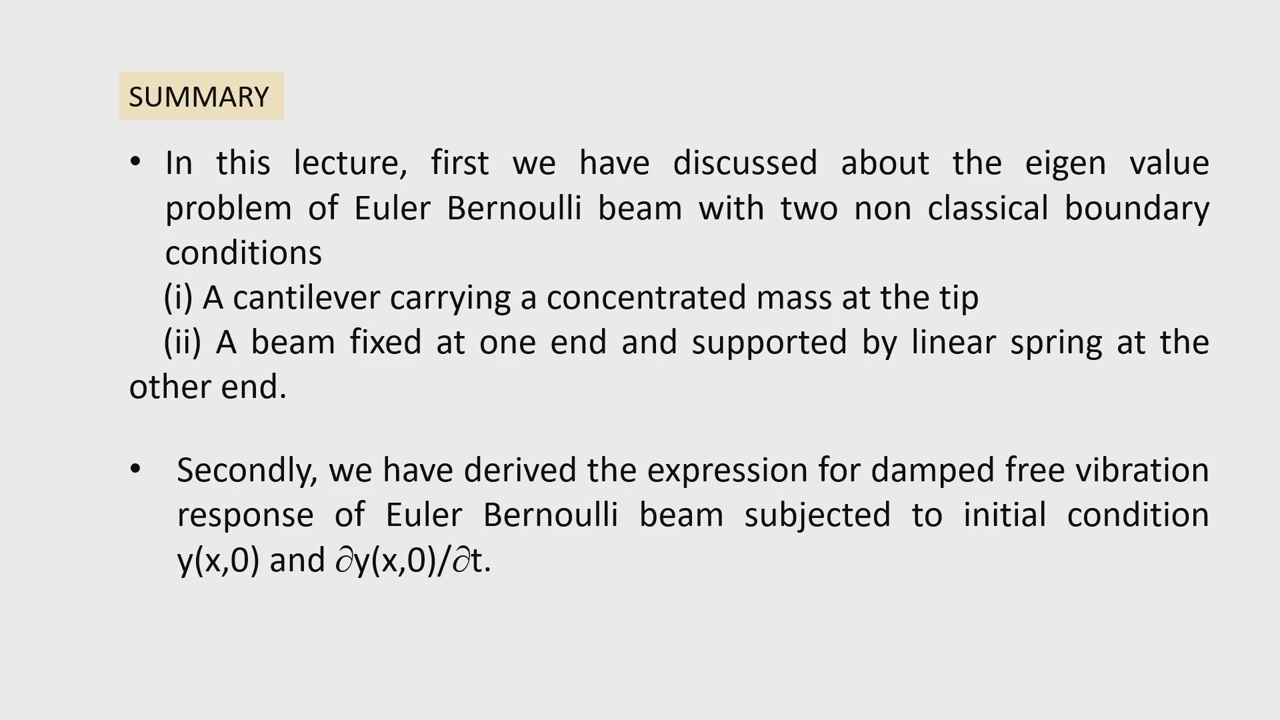 SUMMARY
• In this lecture, first we have discussed about the eigen value
problem of Euler Bernoulli beam with two non classical boundary
conditions
(i) A cantilever carrying a concentrated mass at the tip
(ii) A beam fixed at one end and supported by linear spring at the
other end.
• Secondly, we have derived the expression for damped free vibration
response of Euler Bernoulli beam subjected to initial condition
y(x,0) and ∂y(x,0)/∂t.